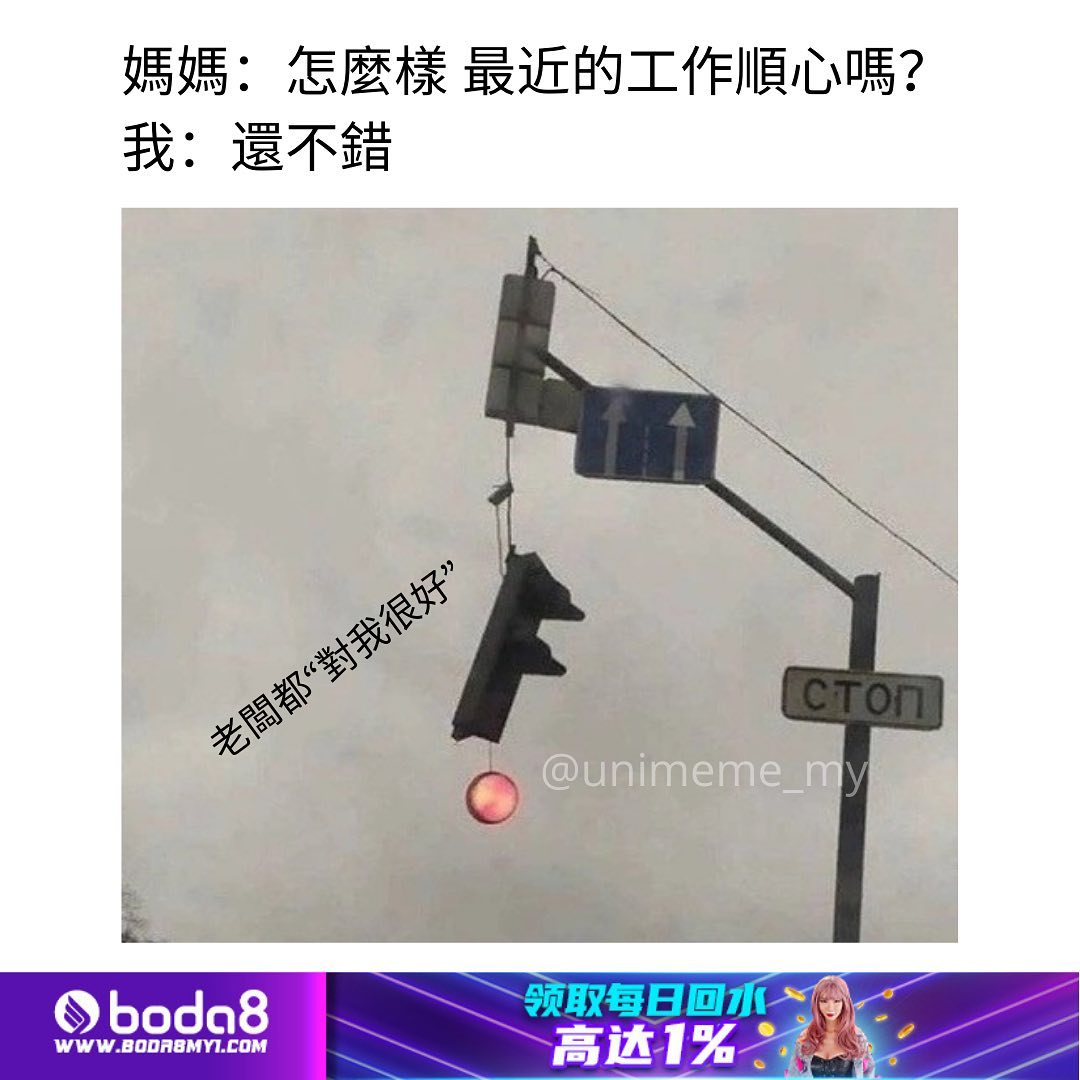 媽媽：怎麼樣 最近的工作順心嗎？
我：還不錯
老闆都“對我很好”
СТОП
@unimeme_my
boda8
WWW.BODA8MY1.COM
领取每日回水
高达1%